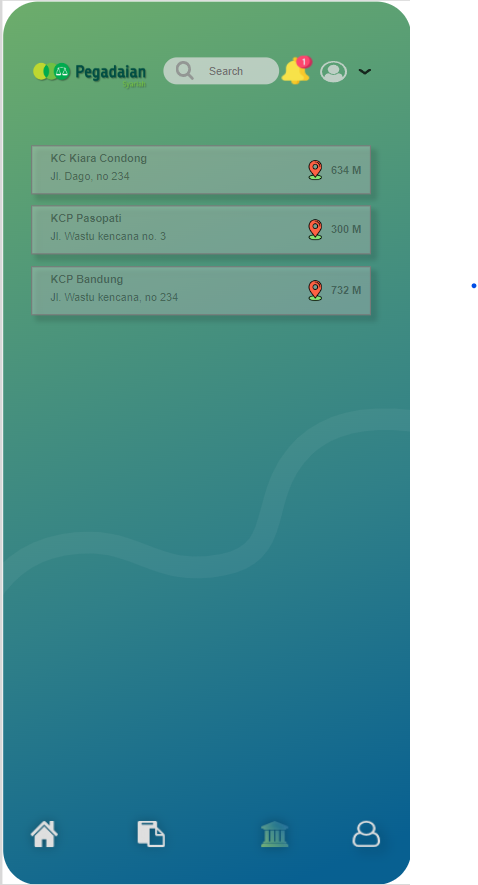 Pegadaian
Syariah
Search
1
KC Kiara Condong
Jl. Dago, no 234
634 M
KCP Pasopati
Jl. Wastu kencana no. 3
300 M
KCP Bandung
Jl. Wastu kencana, no 234
732 M